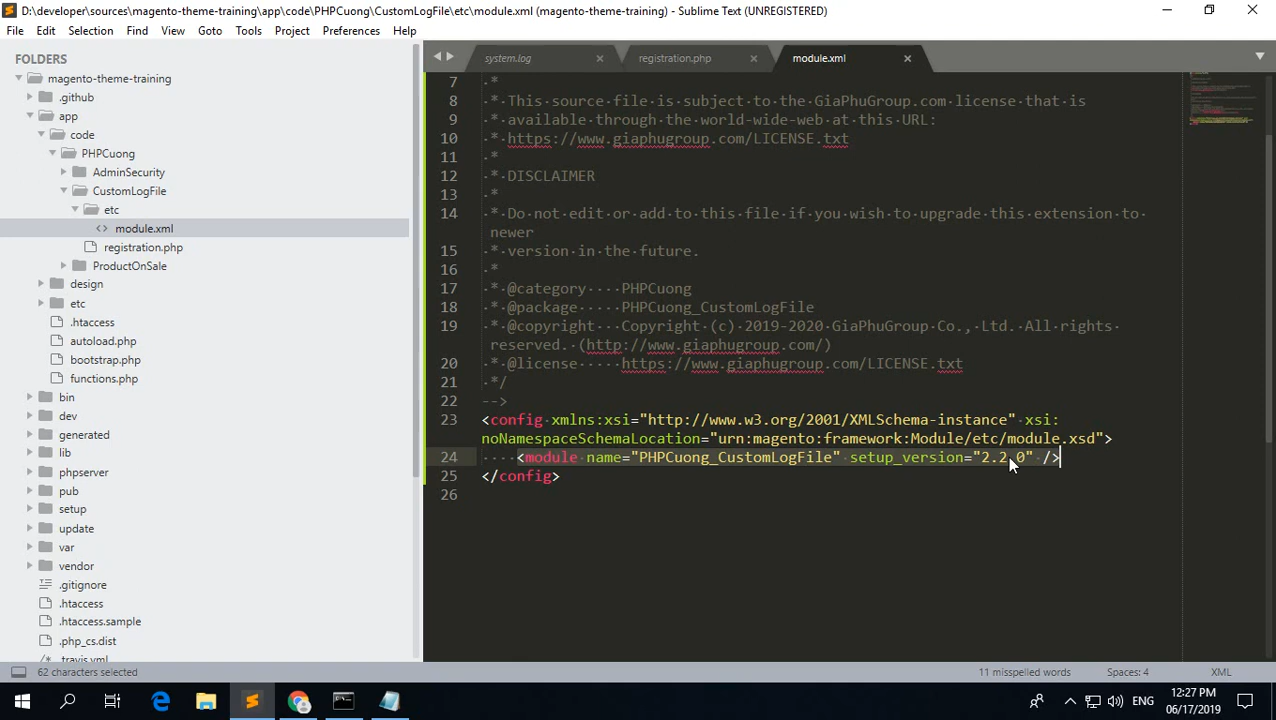 D:\developer\sources\magento-theme-training\app\code\PHPCuong\CustomLogFile\etc\module.xml (magento-theme-training) - Sublime Text (UNREGISTERED)
File Edit Selection Find View Goto Tools Project Preferences Help
FOLDERS
magento-theme-training
.github
app
code
PHPCuong
AdminSecurity
CustomLogFile
etc
module.xml
registration.php
ProductOnSale
design
etc
.htaccess
autoload.php
bootstrap.php
functions.php
bin
dev
generated
lib
phpserver
pub
setup
update
var
vendor
.gitignore
.htaccess
.htaccess.sample
.php_cs.dist
.travis.yml
system.log
registration.php
module.xml
7 *
8 * This source file is subject to the GiaPhuGroup.com license that is
9 * available through the world-wide-web at this URL:
10 * https://www.giaphugroup.com/LICENSE.txt
11 *
12 * DISCLAIMER
13 *
14 * Do not edit or add to this file if you wish to upgrade this extension to
newer
15 * version in the future.
16 *
17 * @category    PHPCuong
18 * @package     PHPCuong_CustomLogFile
19 * @copyright   Copyright (c) 2019-2020 GiaPhuGroup Co., Ltd. All rights
reserved. (http://www.giaphugroup.com/)
20 * @license     https://www.giaphugroup.com/LICENSE.txt
21 */
22 -->
23 <config xmlns:xsi="http://www.w3.org/2001/XMLSchema-instance" xsi:
noNamespaceSchemaLocation="urn:magento:framework:Module/etc/module.xsd">
24     <module name="PHPCuong_CustomLogFile" setup_version="2.2.0" />
25 </config>
26
62 characters selected
11 misspelled words
Spaces: 4
XML
ENG
12:27 PM
06/17/2019